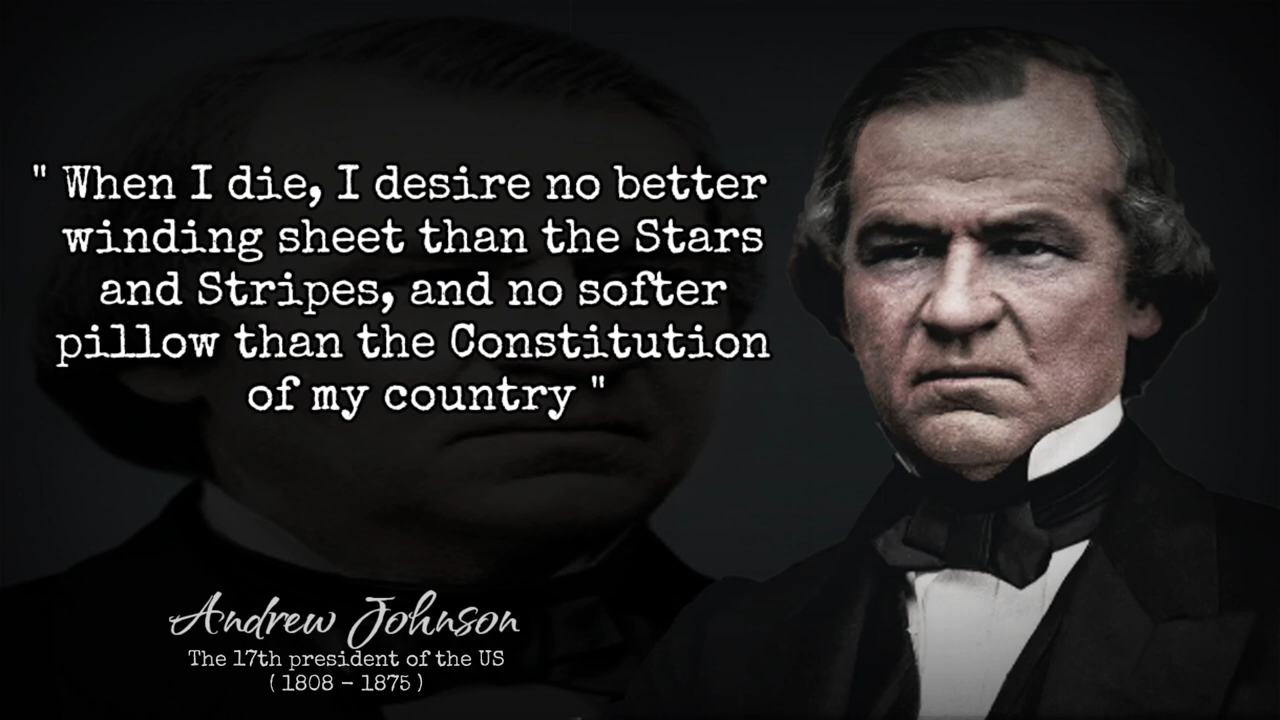 " When I die, I desire no better
winding sheet than the Stars
and Stripes, and no softer
pillow than the Constitution
of my country "
Andrew Johnson
The 17th president of the US
( 1808 - 1875 )